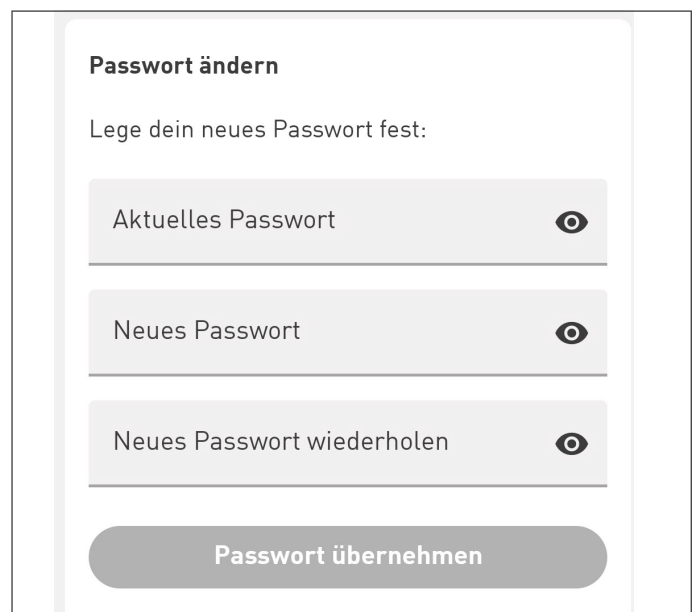 Passwort ändern
Lege dein neues Passwort fest:
Aktuelles Passwort
Neues Passwort
Neues Passwort wiederholen
Passwort übernehmen